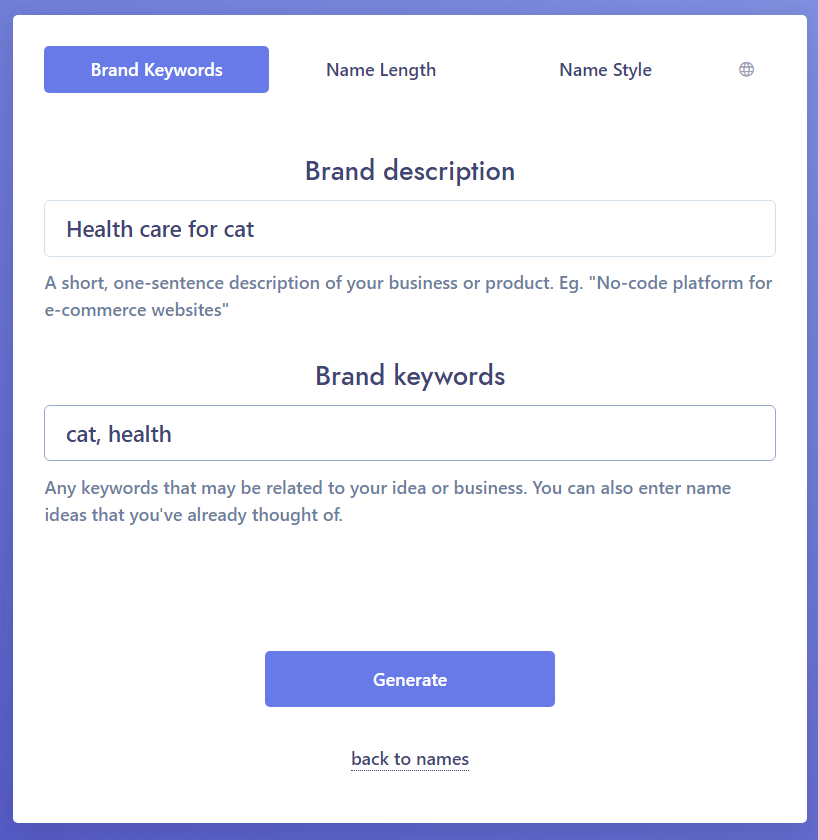 Brand Keywords Name Length Name Style
Brand description
Health care for cat
A short, one-sentence description of your business or product. Eg. "No-code platform for
e-commerce websites"
Brand keywords
cat, health
Any keywords that may be related to your idea or business. You can also enter name
ideas that you've already thought of.
Generate
back to names